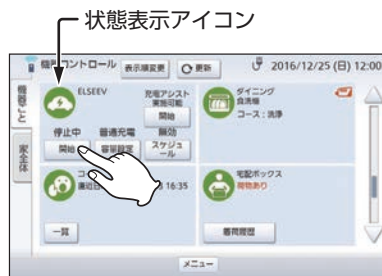 状態表示アイコン
機器コントロール 表示順変更 更新 2016/12/25 (日) 12:00
機器ごと
家全体
ELSEEV
充電アシスト
実施可能
開始
停止中 普通充電 無効
開始 容量設定 スケジュ
ール
ダイニング
食洗機
コース:洗浄
16:35
一覧
宅配ボックス
荷物あり
着荷履歴
メニュー